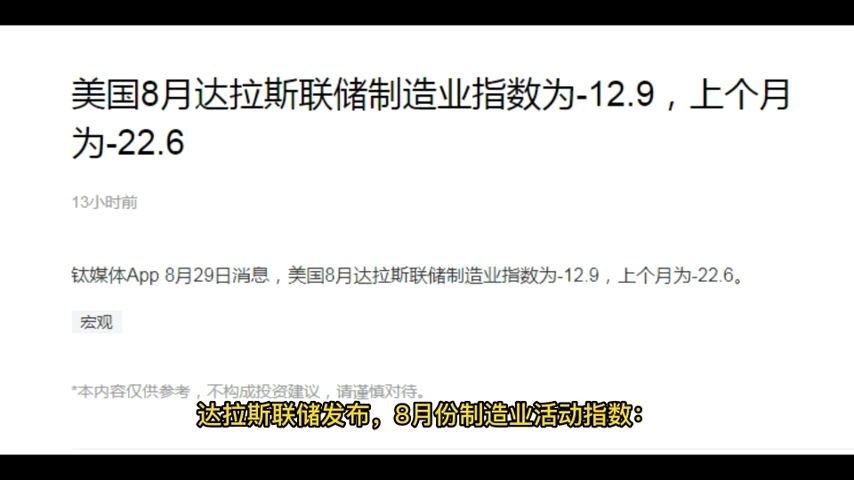 美国8月达拉斯联储制造业指数为-12.9，上个月
为-22.6
13小时前
钛媒体App 8月29日消息，美国8月达拉斯联储制造业指数为-12.9，上个月为-22.6。
宏观
*本内容仅供参考，不构成投资建议，请谨慎对待。
达拉斯联储发布，8月份制造业活动指数：